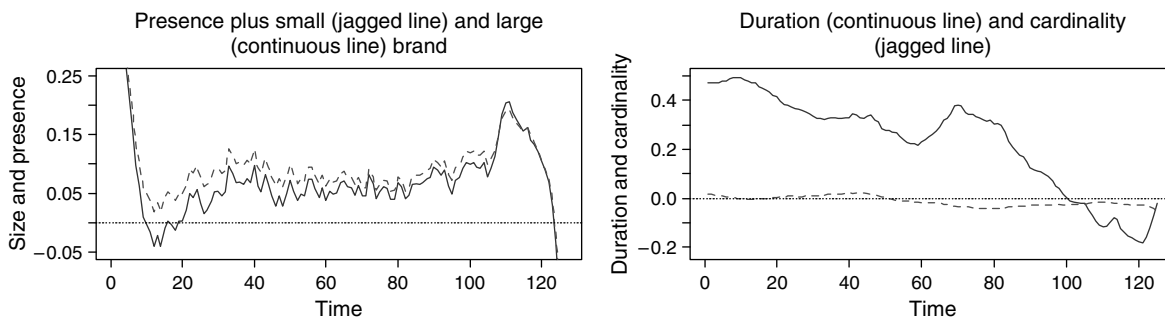 Presence plus small (jagged line) and large
(continuous line) brand
Size and presence
0.25
0.15
0.05
−0.05
0 20 40 60 80 100 120
Time
Duration (continuous line) and cardinality
(jagged line)
Duration and cardinality
0.4
0.2
0.0
−0.2
0 20 40 60 80 100 120
Time